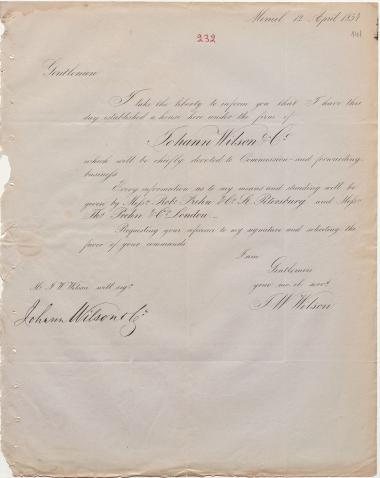 Memel 12 April 1854
232
Gentlemen
I take the liberty to inform you that I have this
day established a house here under the firm of
Johann Wilson & Co.
which will be chiefly devoted to Commission and forwarding
business
Every information as to my means and standing will be
given by Messrs. Robt. & Co. St. Petersburg and Messrs.
Ths. & Co. London
Requesting your reference to my signature and soliciting the
favor of your commands
I am
Gentlemen
your mo. ob. servt.
J W Wilson
Mr. J. W. Wilson will sign
Johann Wilson & Co.